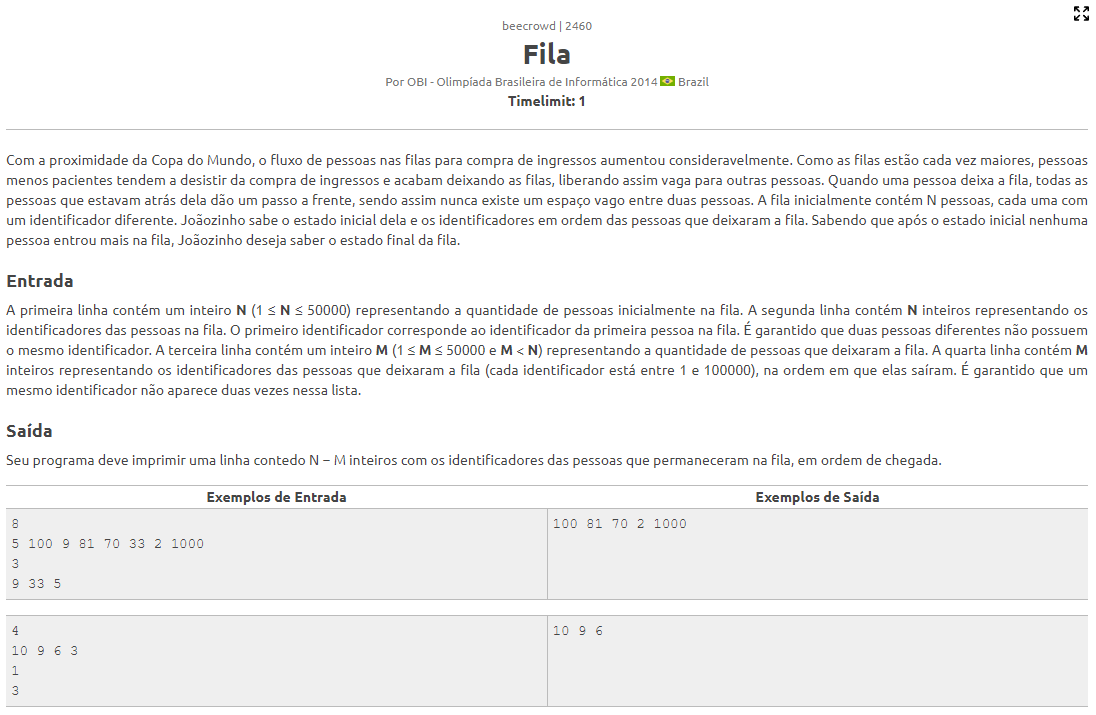 beecrowd | 2460
Fila
Por OBI - Olimpíada Brasileira de Informática 2014 Brazil
Timelimit: 1
Com a proximidade da Copa do Mundo, o fluxo de pessoas nas filas para compra de ingressos aumentou consideravelmente. Como as filas estão cada vez maiores, pessoas
menos pacientes tendem a desistir da compra de ingressos e acabam deixando as filas, liberando assim vaga para outras pessoas. Quando uma pessoa deixa a fila, todas as
pessoas que estavam atrás dela dão um passo a frente, sendo assim nunca existe um espaço vago entre duas pessoas. A fila inicialmente contém N pessoas, cada uma com
um identificador diferente. Joãozinho sabe o estado inicial dela e os identificadores em ordem das pessoas que deixaram a fila. Sabendo que após o estado inicial nenhuma
pessoa entrou mais na fila, Joãozinho deseja saber o estado final da fila.
Entrada
A primeira linha contém um inteiro N (1 ≤ N ≤ 50000) representando a quantidade de pessoas inicialmente na fila. A segunda linha contém N inteiros representando os
identificadores das pessoas na fila. O primeiro identificador corresponde ao identificador da primeira pessoa na fila. É garantido que duas pessoas diferentes não possuem
o mesmo identificador. A terceira linha contém um inteiro M (1 ≤ M ≤ 50000 e M < N) representando a quantidade de pessoas que deixaram a fila. A quarta linha contém M
inteiros representando os identificadores das pessoas que deixaram a fila (cada identificador está entre 1 e 100000), na ordem em que elas saíram. É garantido que um
mesmo identificador não aparece duas vezes nessa lista.
Saída
Seu programa deve imprimir uma linha contedo N – M inteiros com os identificadores das pessoas que permaneceram na fila, em ordem de chegada.
Exemplos de Entrada Exemplos de Saída
8 100 81 70 2 1000
5 100 9 81 70 33 2 1000
3
9 33 5
4 10 9 6
10 9 6 3
1
3